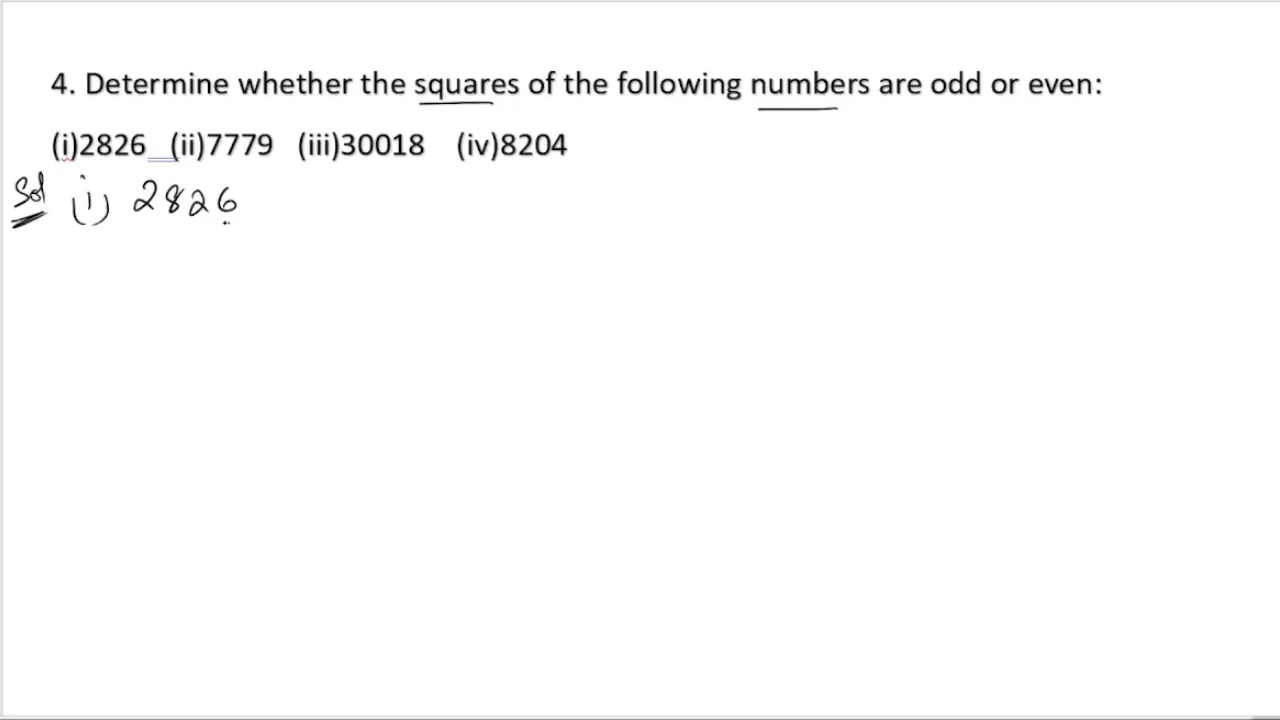 4. Determine whether the squares of the following numbers are odd or even:
(i)2826 (ii)7779 (iii)30018 (iv)8204
Sol (i) 2826